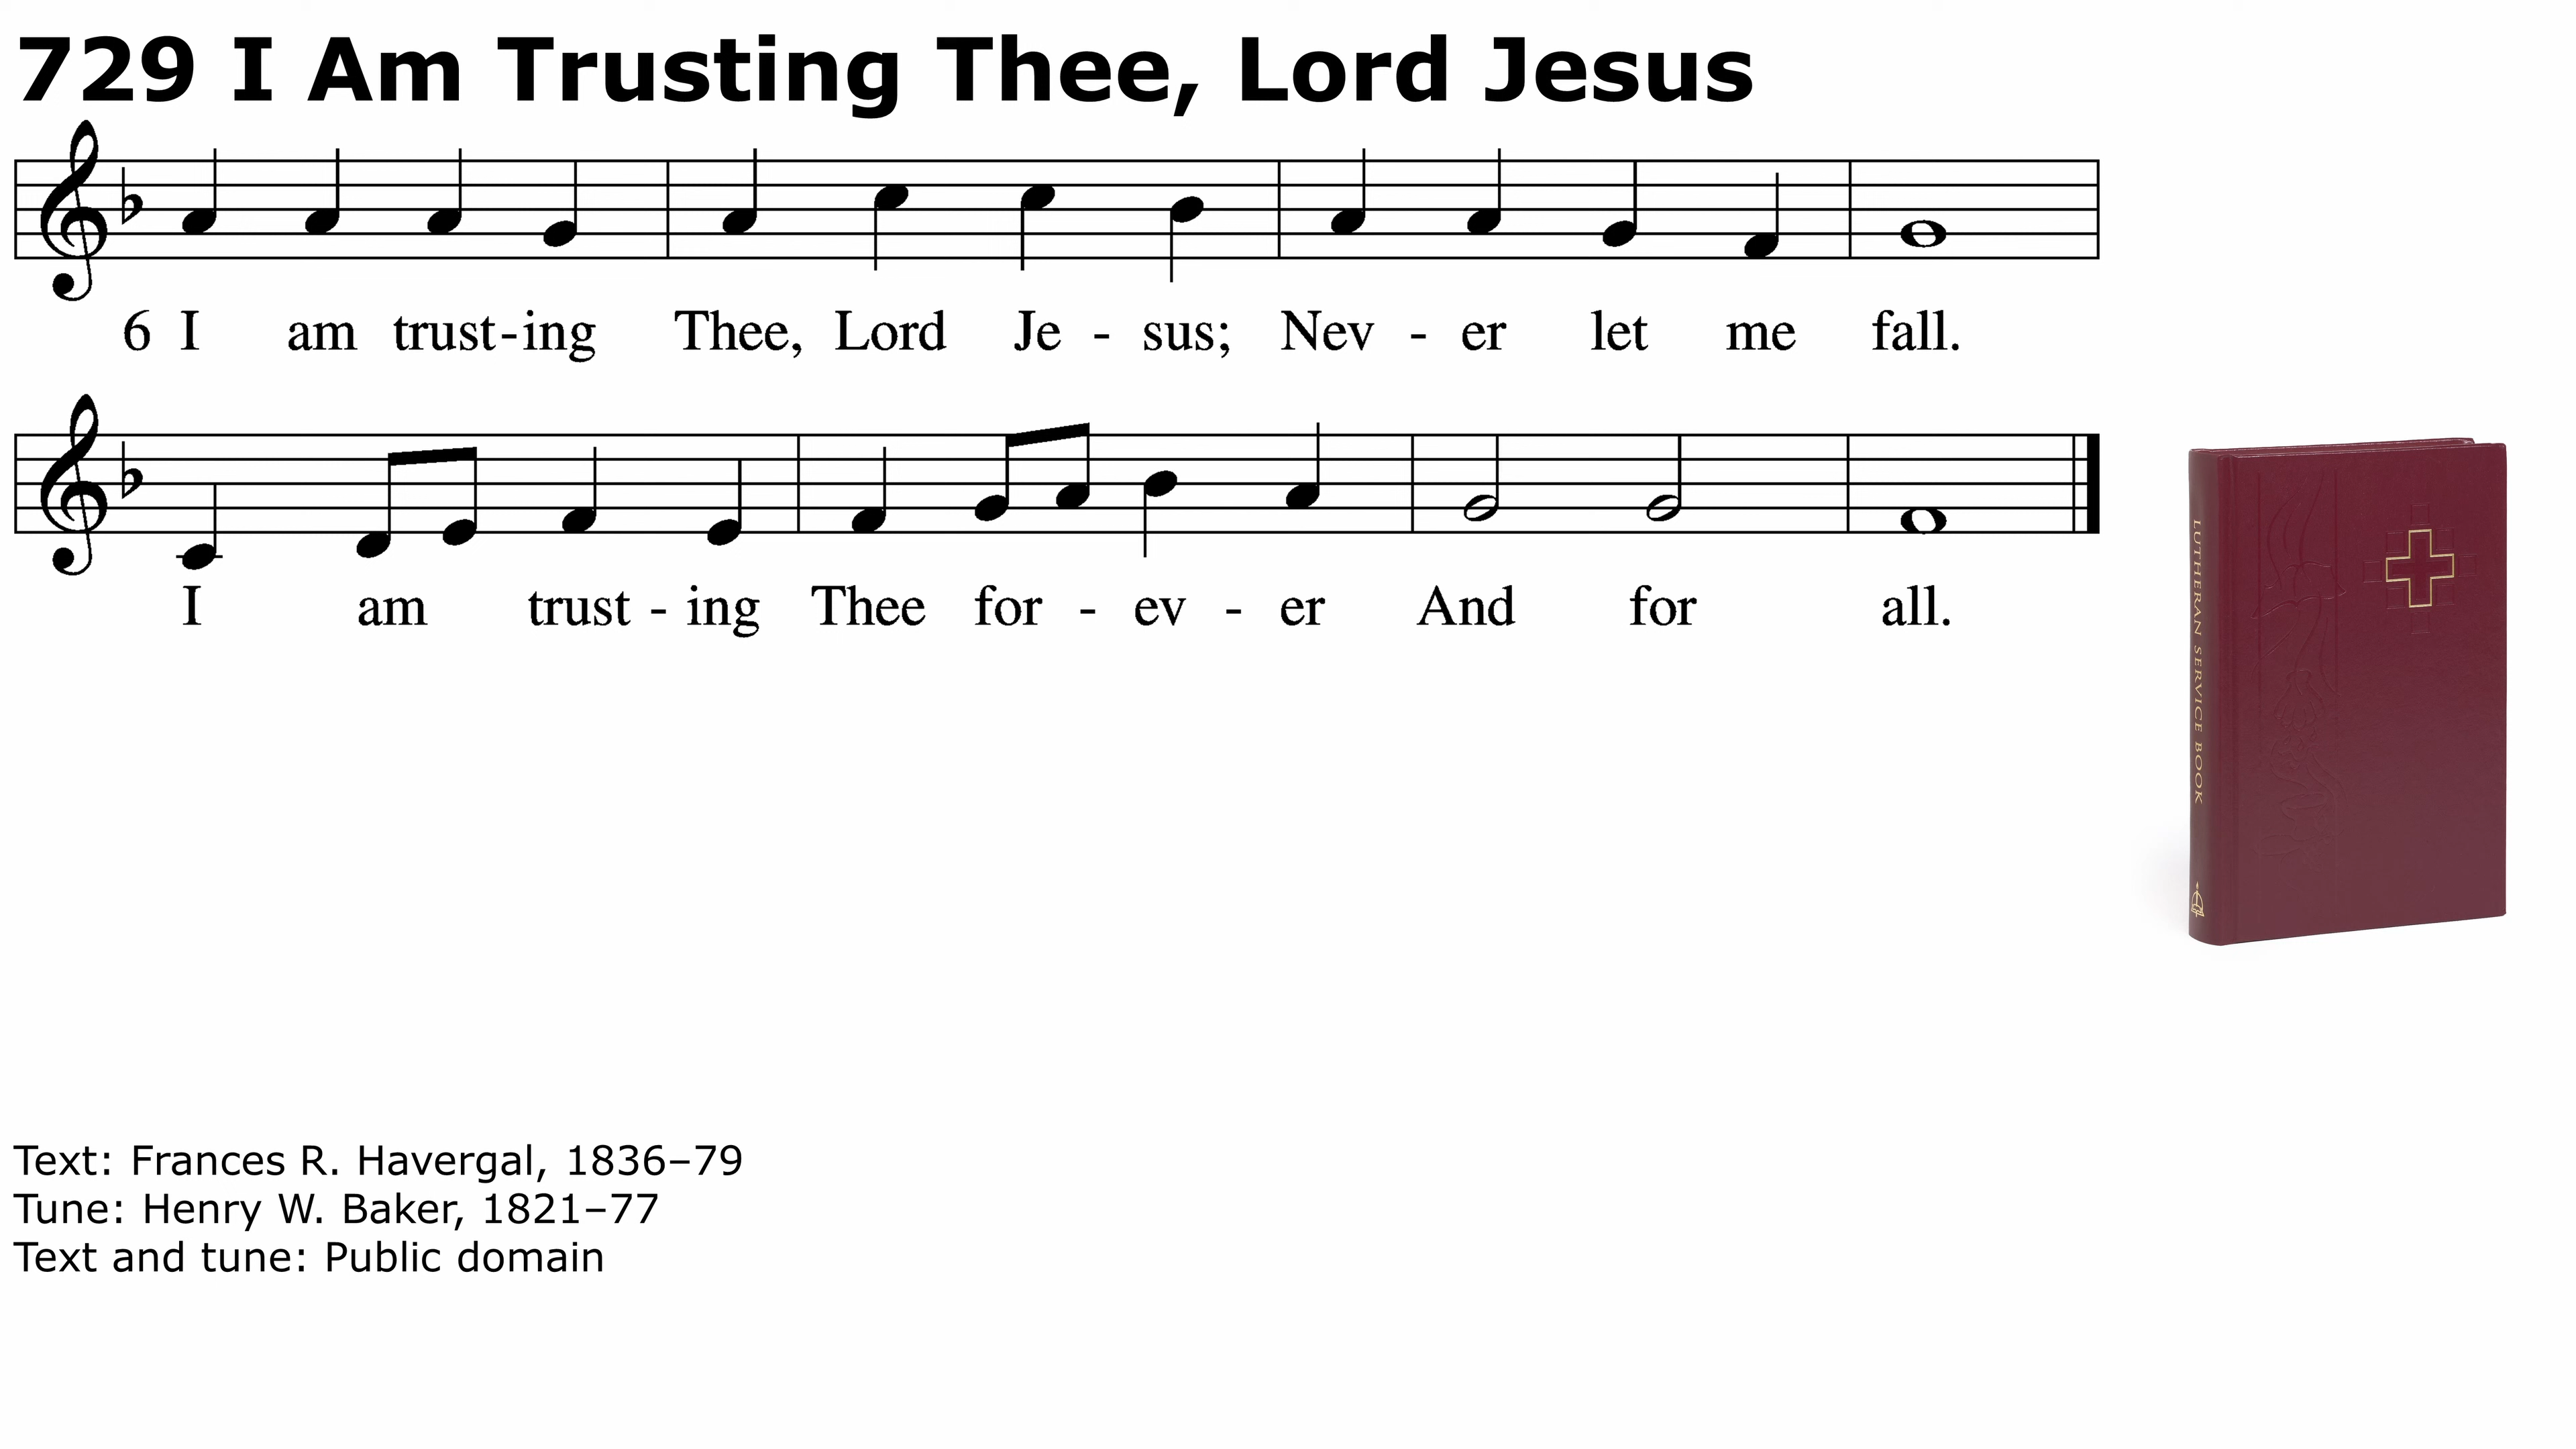 729 I Am Trusting Thee, Lord Jesus
6 I am trust-ing Thee, Lord Je - sus; Nev - er let me fall.
I am trust - ing Thee for - ev - er And for all.
LUTHERAN SERVICE BOOK
Text: Frances R. Havergal, 1836–79
Tune: Henry W. Baker, 1821–77
Text and tune: Public domain